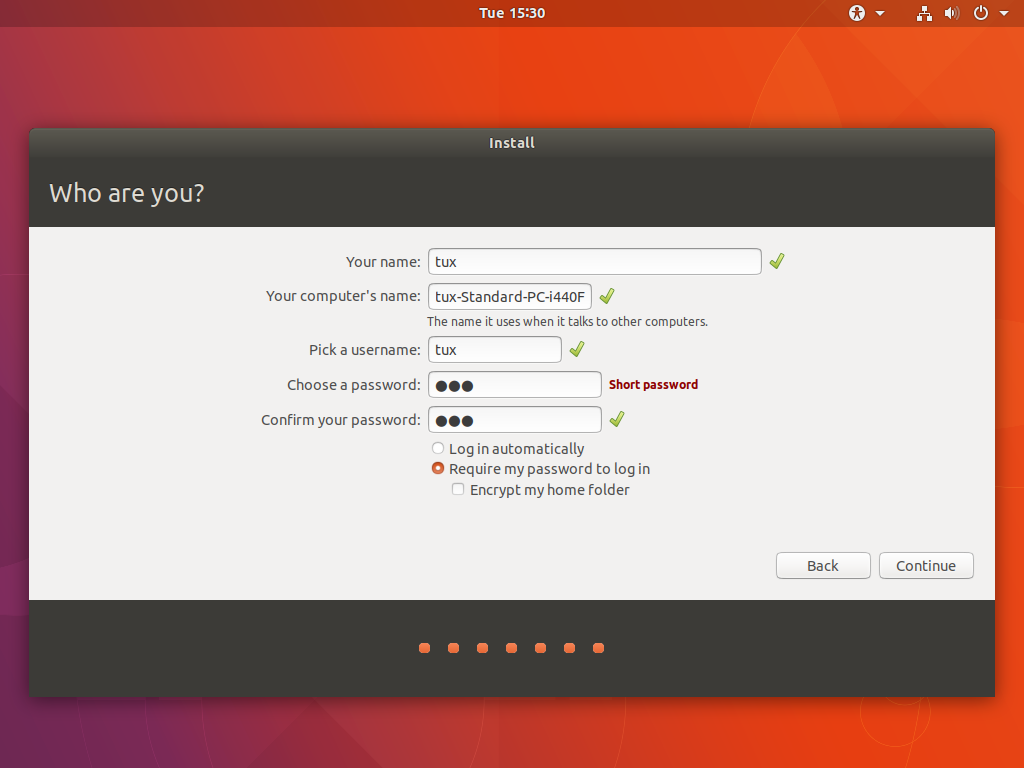 Tue 15:30
Install
Who are you?
Your name: tux
Your computer's name: tux-Standard-PC-i440F
The name it uses when it talks to other computers.
Pick a username: tux
Choose a password: ●●● Short password
Confirm your password: ●●●
Log in automatically
Require my password to log in
Encrypt my home folder
Back Continue